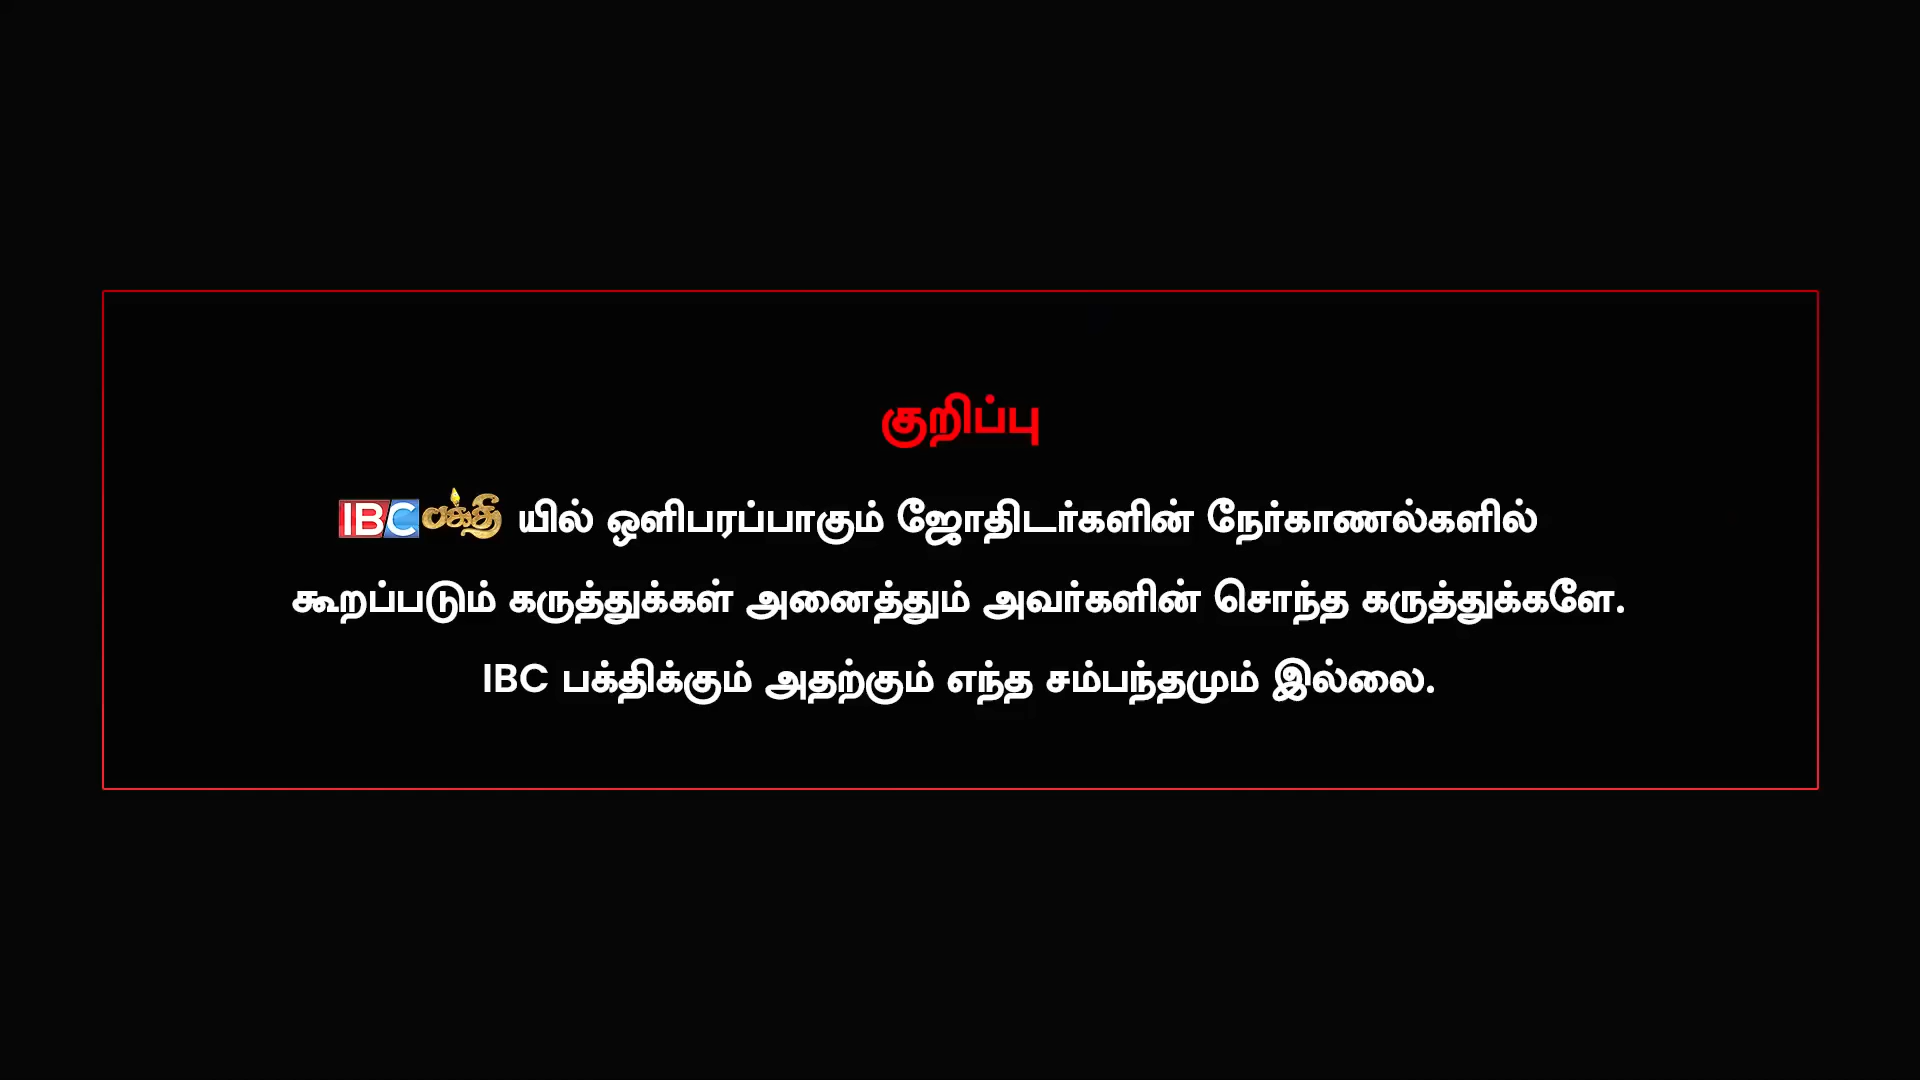 குறிப்பு
IBC பக்தி யில் ஒளிபரப்பாகும் ஜோதிடர்களின் நேர்காணல்களில்
கூறப்படும் கருத்துக்கள் அனைத்தும் அவர்களின் சொந்த கருத்துக்களே.
IBC பக்திக்கும் அதற்கும் எந்த சம்பந்தமும் இல்லை.